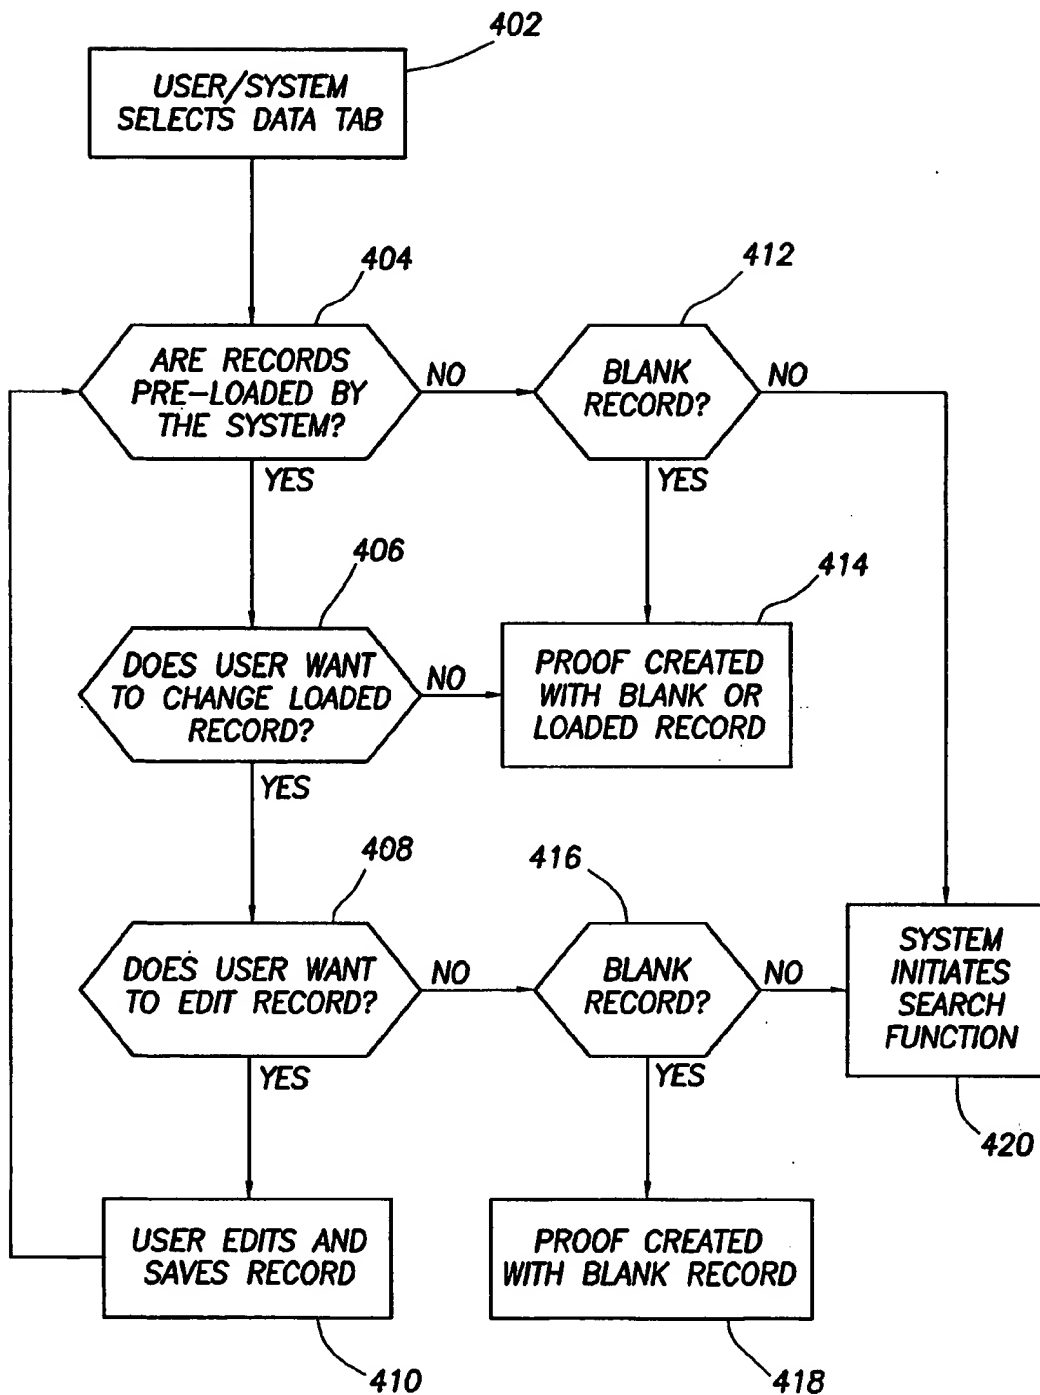 402
USER/SYSTEM
SELECTS DATA TAB
404
412
ARE RECORDS
PRE-LOADED BY
THE SYSTEM?
NO
BLANK
RECORD?
NO
YES
YES
406
414
DOES USER WANT
TO CHANGE LOADED
RECORD?
NO
PROOF CREATED
WITH BLANK OR
LOADED RECORD
YES
408
416
DOES USER WANT
TO EDIT RECORD?
NO
BLANK
RECORD?
NO
SYSTEM
INITIATES
SEARCH
FUNCTION
YES
YES
420
USER EDITS AND
SAVES RECORD
PROOF CREATED
WITH BLANK RECORD
410
418